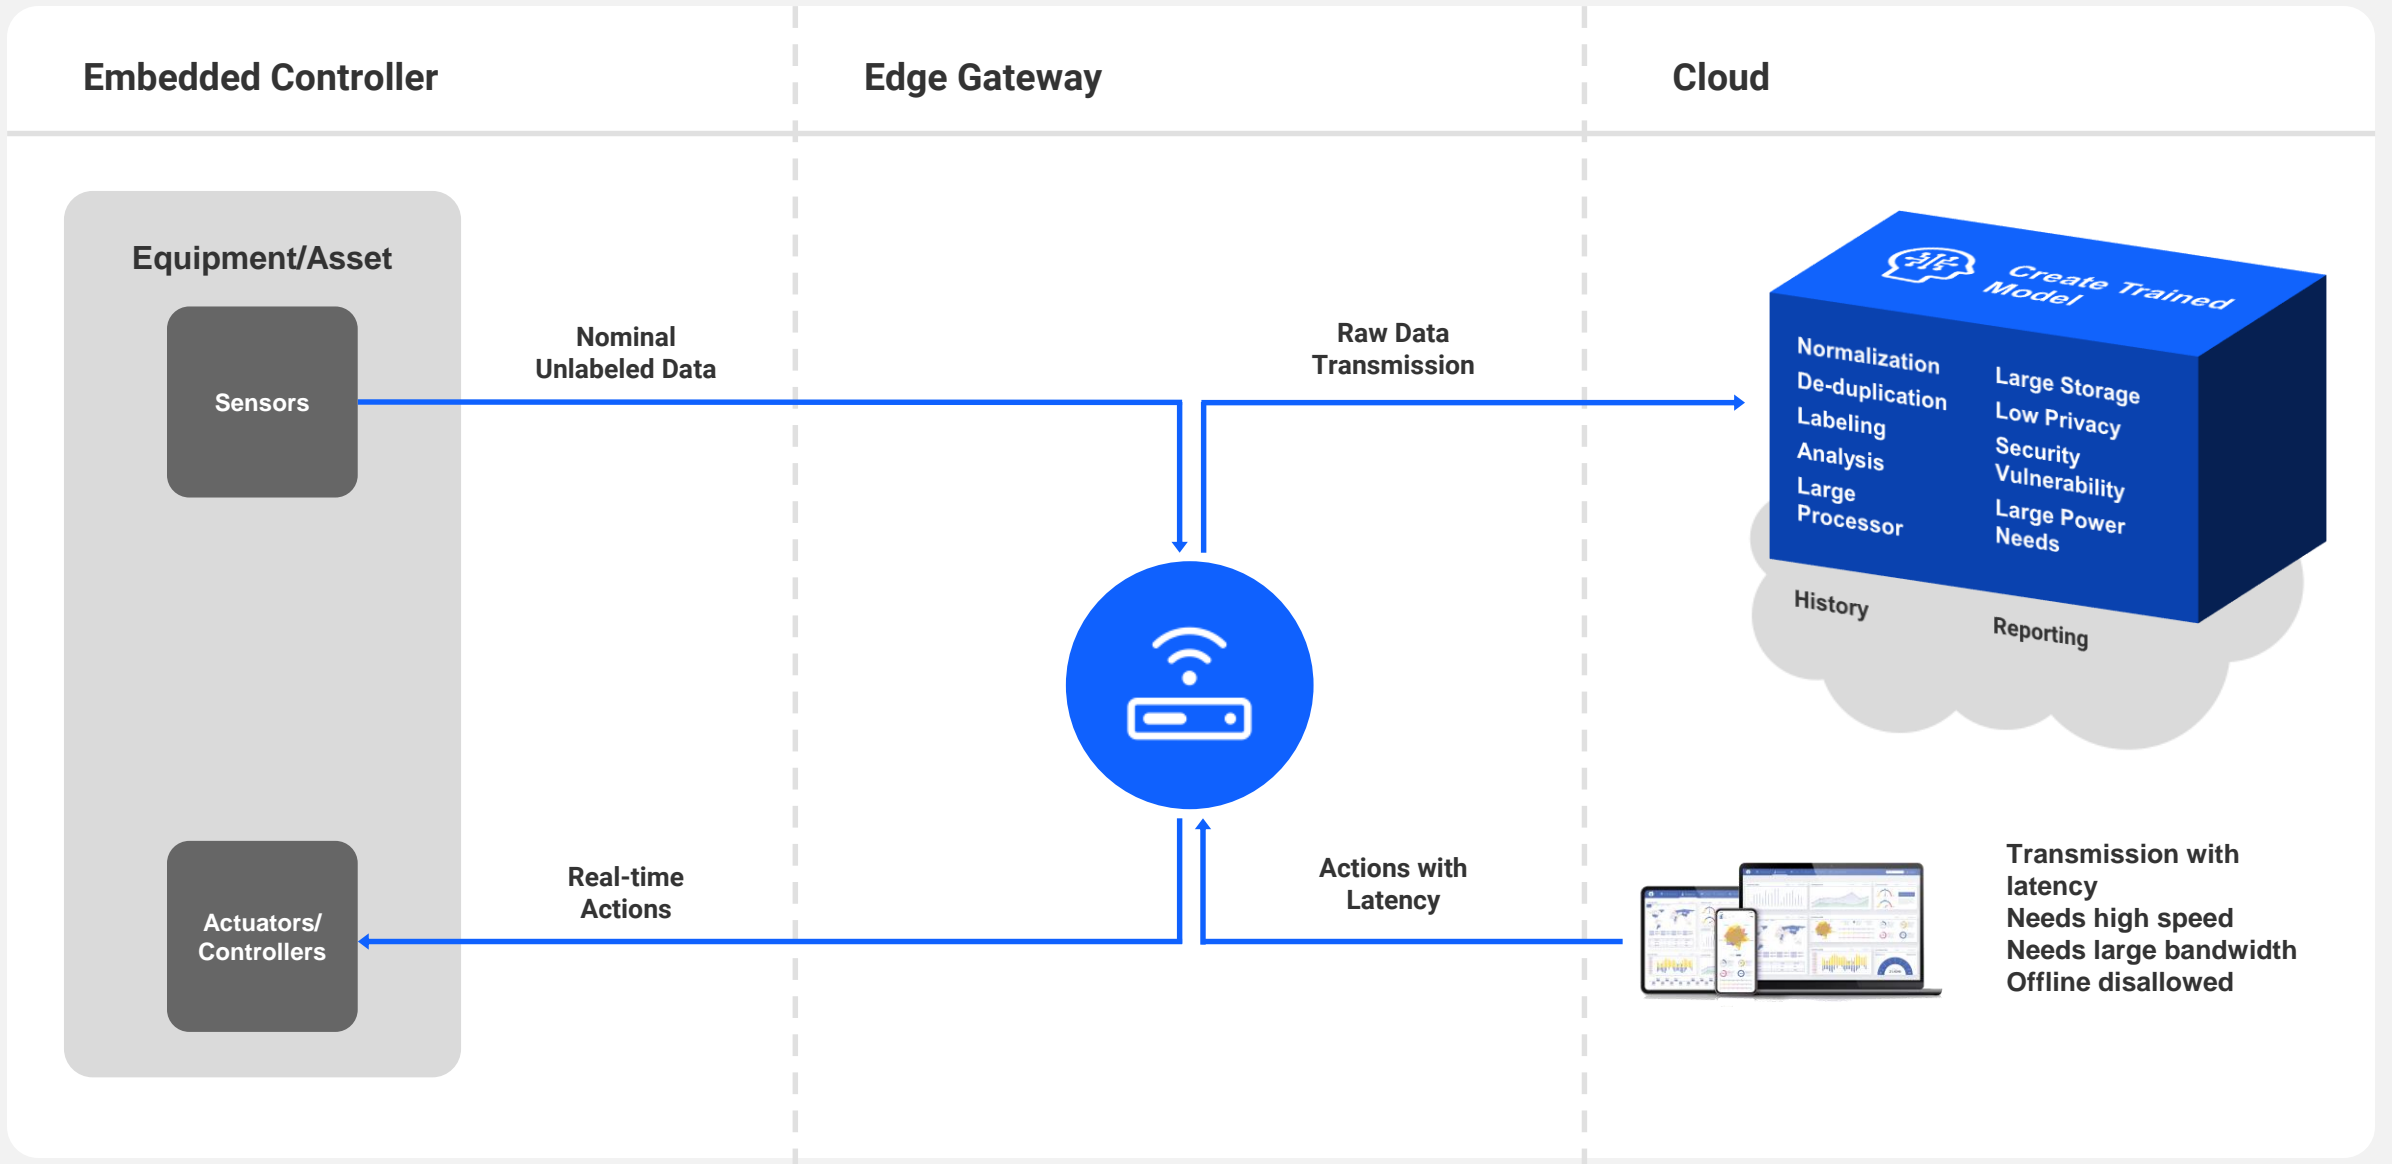 Embedded Controller
Edge Gateway
Cloud
Equipment/Asset
Sensors
Nominal
Unlabeled Data
Raw Data
Transmission
Create Trained
Model
Normalization
De-duplication
Labeling
Analysis
Large
Processor
Large Storage
Low Privacy
Security
Vulnerability
Large Power
Needs
History
Reporting
Actuators/
Controllers
Real-time
Actions
Actions with
Latency
Transmission with
latency
Needs high speed
Needs large bandwidth
Offline disallowed